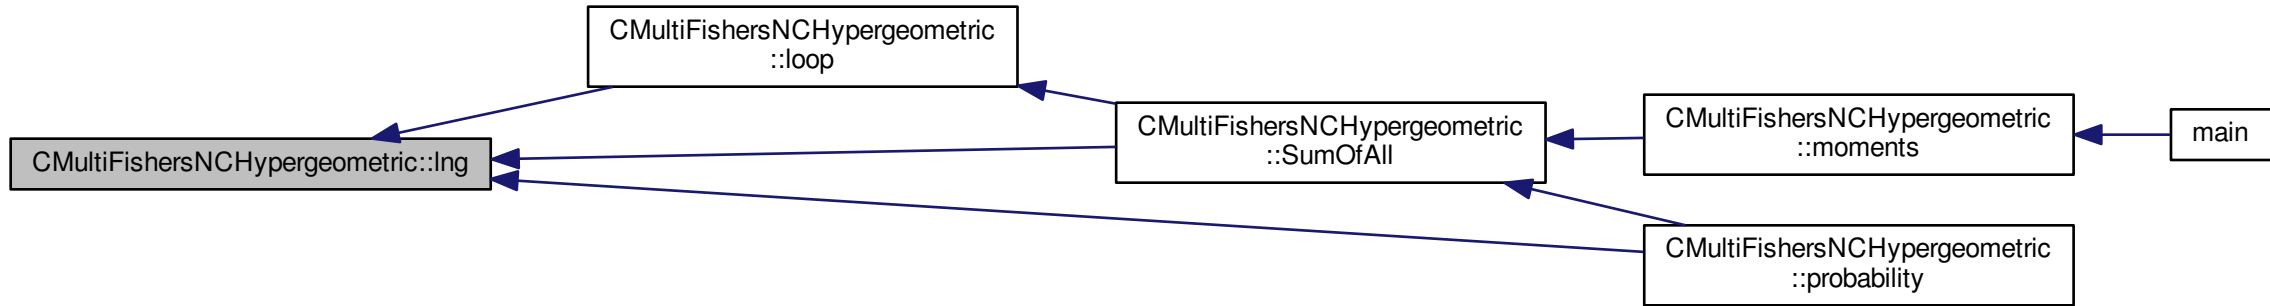 CMultiFishersNCHypergeometric::lng
CMultiFishersNCHypergeometric
::loop
CMultiFishersNCHypergeometric
::SumOfAll
CMultiFishersNCHypergeometric
::moments
main
CMultiFishersNCHypergeometric
::probability